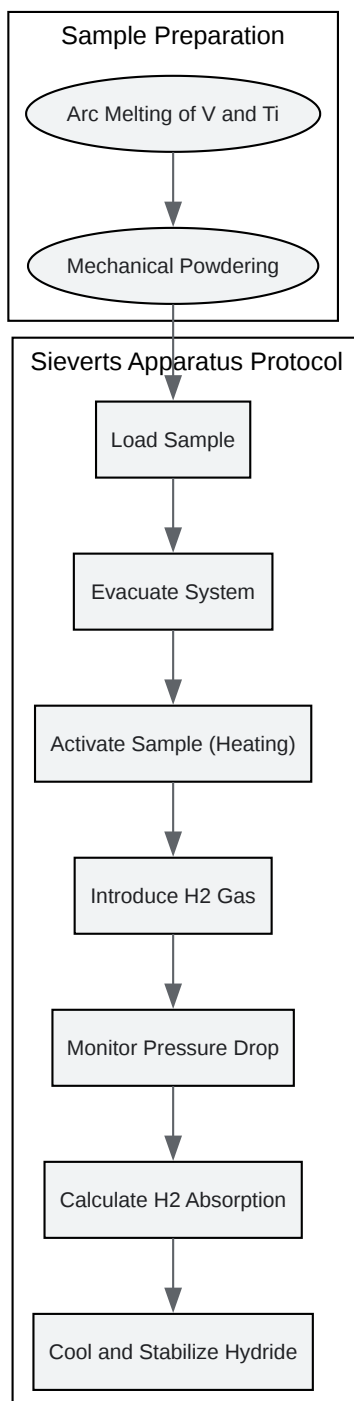 Sample Preparation
Arc Melting of V and Ti
Mechanical Powdering
Sieverts Apparatus Protocol
Load Sample
Evacuate System
Activate Sample (Heating)
Introduce H2 Gas
Monitor Pressure Drop
Calculate H2 Absorption
Cool and Stabilize Hydride